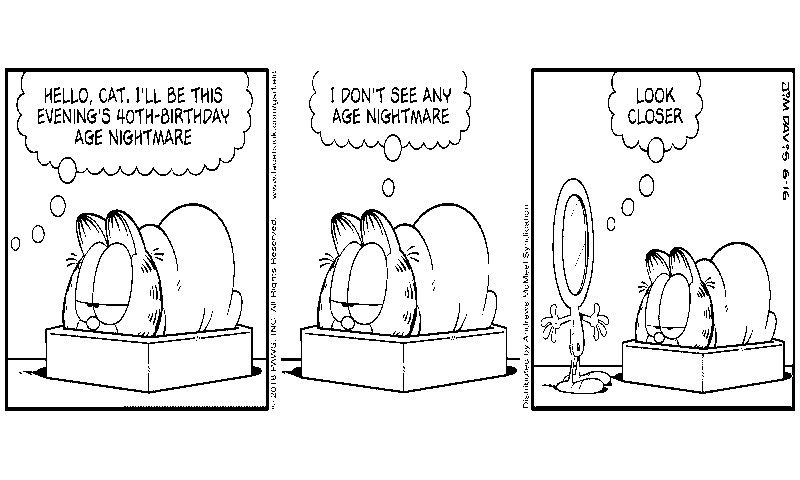 HELLO, CAT. I'LL BE THIS
EVENING'S 40TH-BIRTHDAY
AGE NIGHTMARE
© 2018 PAWS, INC. All Rights Reserved.
I DON'T SEE ANY
AGE NIGHTMARE
Distributed by Andrews McMeel Syndication
LOOK
CLOSER
JIM DAVIS 6-16